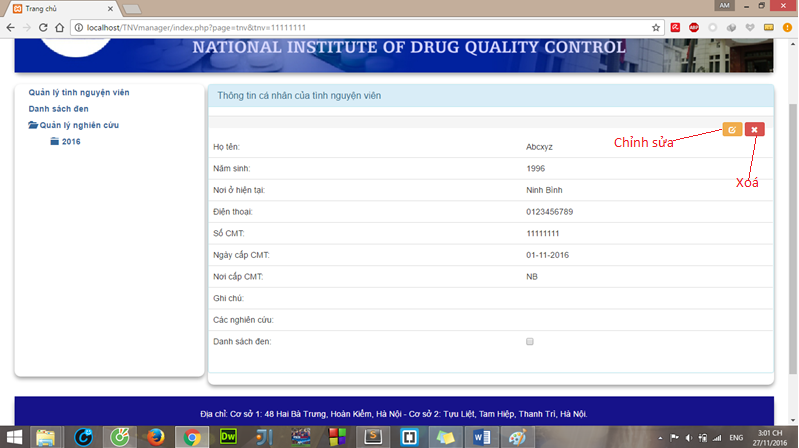 Trang chủ
AM
localhost/TNVmanager/index.php?page=tnv&tnv=11111111
NATIONAL INSTITUTE OF DRUG QUALITY CONTROL
Quản lý tình nguyện viên
Danh sách đen
Quản lý nghiên cứu
2016
Thông tin cá nhân của tình nguyện viên
Chỉnh sửa
Xoá
Họ tên: Abcxyz
Năm sinh: 1996
Nơi ở hiện tại: Ninh Bình
Điện thoại: 0123456789
Số CMT: 11111111
Ngày cấp CMT: 01-11-2016
Nơi cấp CMT: NB
Ghi chú:
Các nghiên cứu:
Danh sách đen:
Địa chỉ: Cơ sở 1: 48 Hai Bà Trưng, Hoàn Kiếm, Hà Nội - Cơ sở 2: Tựu Liệt, Tam Hiệp, Thanh Trì, Hà Nội.
ENG
3:01 CH
27/11/2016